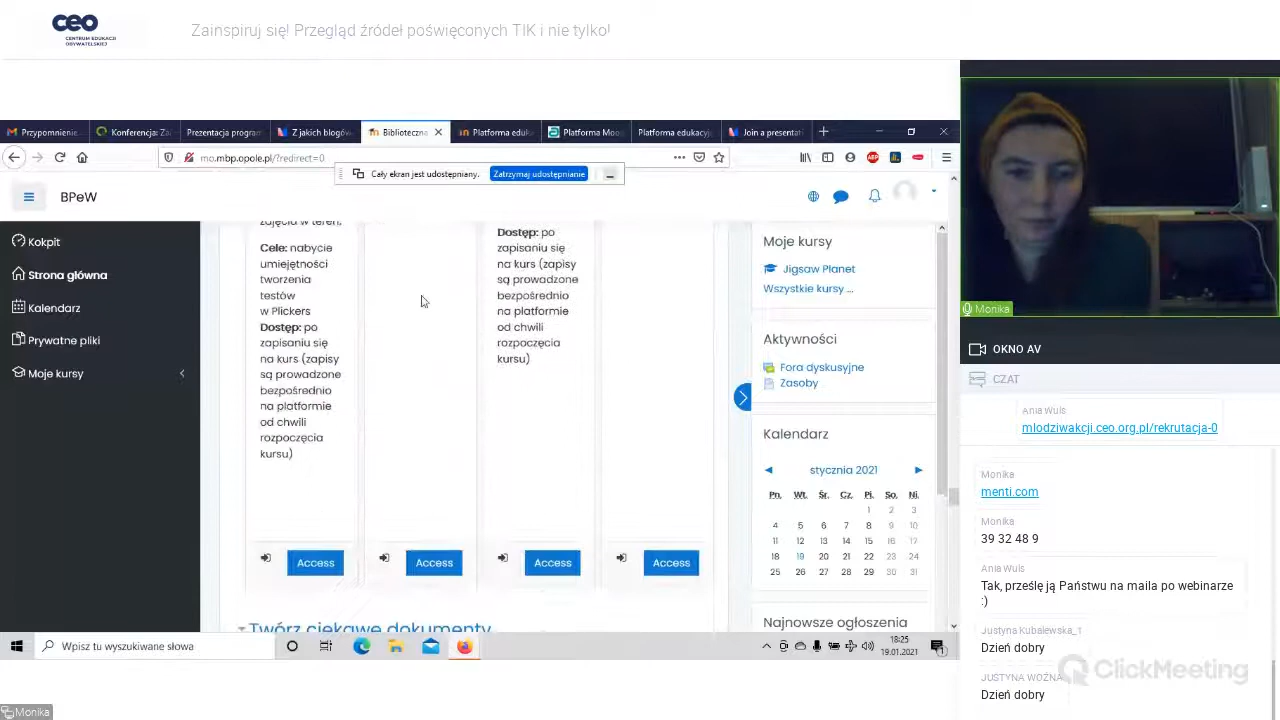 ceo
CENTRUM EDUKACJI
OBYWATELSKIEJ
Zainspiruj się! Przegląd źródeł poświęconych TIK i nie tylko!
Przypomnienie
Konferencja: Za
Prezentacja program
Z jakich blogów
Biblioteczna
Platforma eduk
Platforma Moo
Platforma edukacyj
Join a presentat
mo.mbp.opole.pl/?redirect=0
Cały ekran jest udostępniany.
Zatrzymaj udostępnianie
BPeW
Kokpit
Strona główna
Kalendarz
Prywatne pliki
Moje kursy
zajęcia w teren.
Cele: nabycie
umiejętności
tworzenia
testów
w Plickers
Dostęp: po
zapisaniu się
na kurs (zapisy
są prowadzone
bezpośrednio
na platformie
od chwili
rozpoczęcia
kursu)
Dostęp: po
zapisaniu się
na kurs (zapisy
są prowadzone
bezpośrednio
na platformie
od chwili
rozpoczęcia
kursu)
Access
Access
Access
Access
Twórz ciekawe dokumenty
Moje kursy
Jigsaw Planet
Wszystkie kursy ...
Aktywności
Fora dyskusyjne
Zasoby
Kalendarz
◄ stycznia 2021 ►
Pn. Wt. Śr. Cz. Pi. So. Ni.
1 2 3
4 5 6 7 8 9 10
11 12 13 14 15 16 17
18 19 20 21 22 23 24
25 26 27 28 29 30 31
Najnowsze ogłoszenia
Wpisz tu wyszukiwane słowa
18:25
19.01.2021
1
Monika
Monika
OKNO AV
CZAT
Ania Wuls
mlodziwakcji.ceo.org.pl/rekrutacja-0
Monika
menti.com
Monika
39 32 48 9
Ania Wuls
Tak, prześlę ją Państwu na maila po webinarze
:)
Justyna Kubalewska_1
Dzień dobry
JUSTYNA WOŹNA
Dzień dobry
ClickMeeting